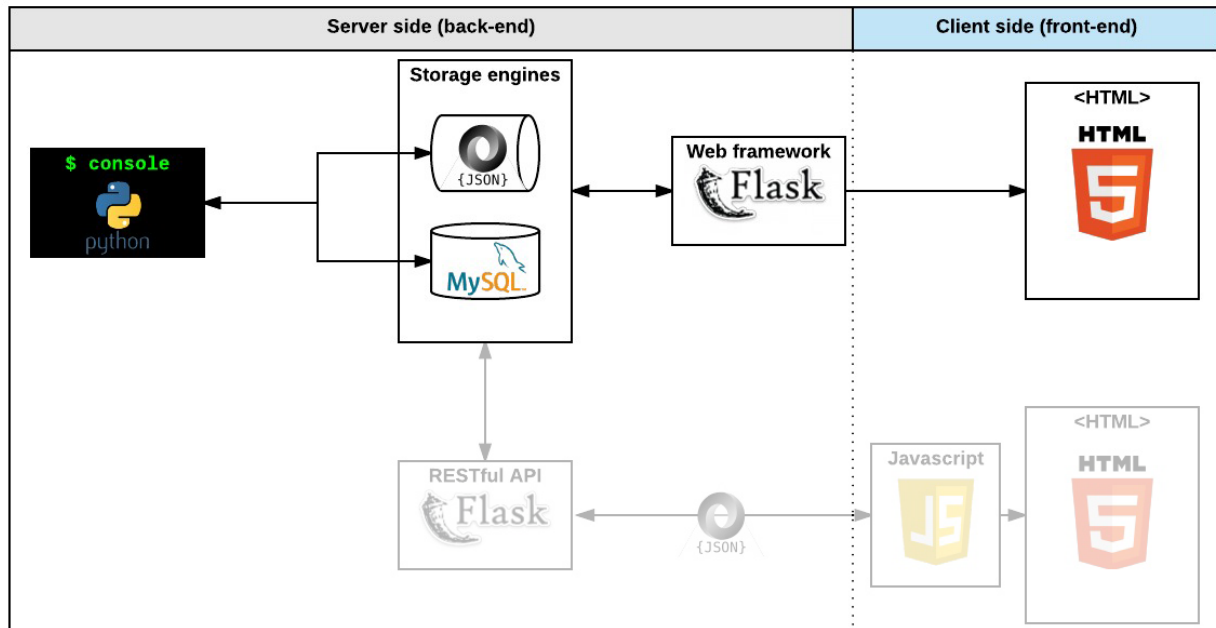 Server side (back-end)
Client side (front-end)
Storage engines
<HTML>
HTML
5
$ console
python
{JSON}
Web framework
Flask
MySQL™
RESTful API
Flask
{JSON}
Javascript
JS
<HTML>
HTML
5